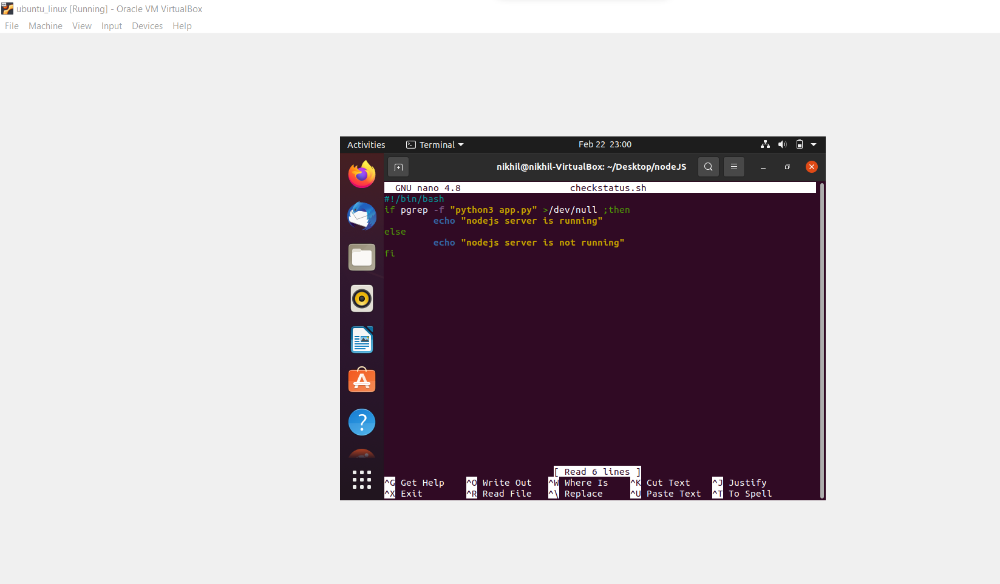 ubuntu_linux [Running] - Oracle VM VirtualBox
File Machine View Input Devices Help
Activities Terminal Feb 22 23:00
nikhil@nikhil-VirtualBox: ~/Desktop/nodeJS
GNU nano 4.8 checkstatus.sh
#!/bin/bash
if pgrep -f "python3 app.py" >/dev/null ;then
echo "nodejs server is running"
else
echo "nodejs server is not running"
fi
[ Read 6 lines ]
^G Get Help ^O Write Out ^W Where Is ^K Cut Text ^J Justify
^X Exit ^R Read File ^\ Replace ^U Paste Text ^T To Spell